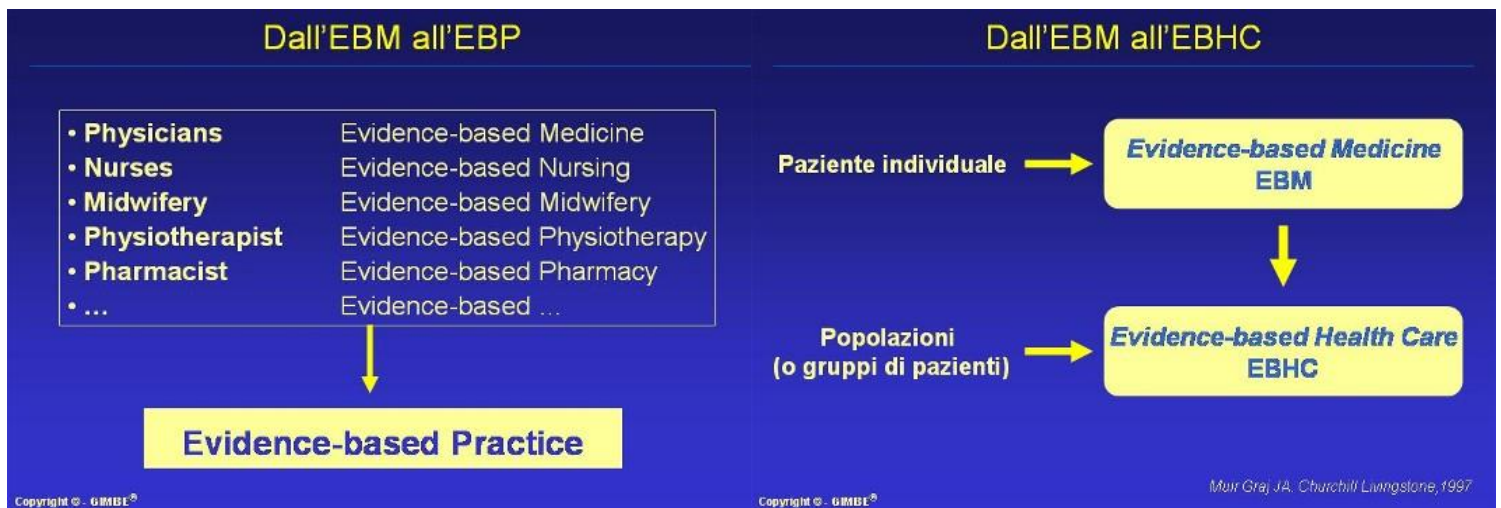 Dall'EBM all'EBP
• Physicians Evidence-based Medicine
• Nurses Evidence-based Nursing
• Midwifery Evidence-based Midwifery
• Physiotherapist Evidence-based Physiotherapy
• Pharmacist Evidence-based Pharmacy
• ... Evidence-based ...
Evidence-based Practice
Copyright © - GIMBE®
Dall'EBM all'EBHC
Paziente individuale
Evidence-based Medicine
EBM
Popolazioni
(o gruppi di pazienti)
Evidence-based Health Care
EBHC
Muir Graj JA. Churchill Livingstone,1997
Copyright © - GIMBE®